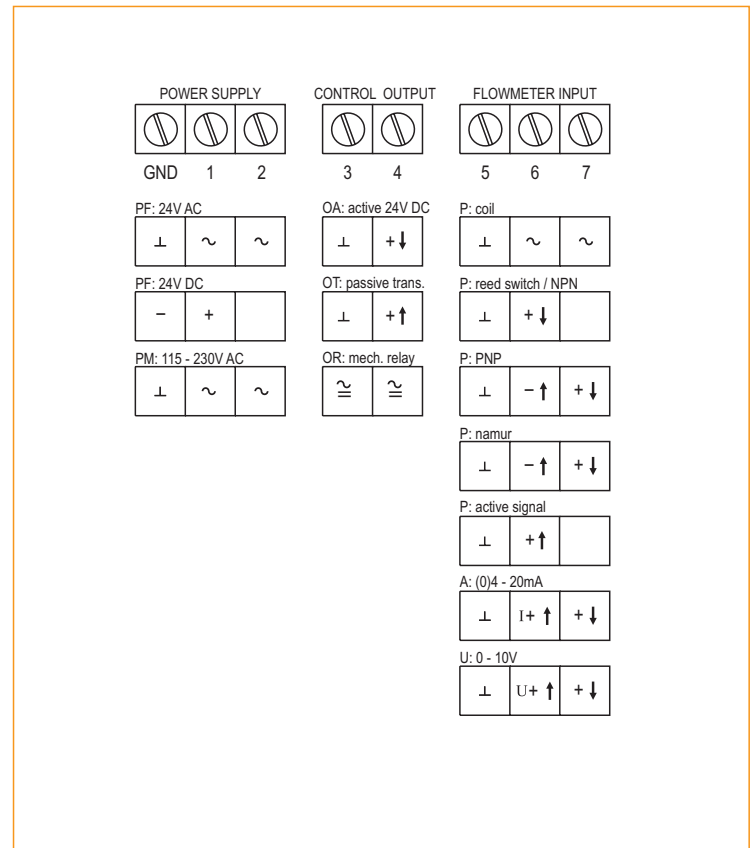 POWER SUPPLY CONTROL OUTPUT FLOWMETER INPUT
GND 1 2 3 4 5 6 7
PF: 24V AC OA: active 24V DC P: coil
⊥ ~ ~ ⊥ +↓ ⊥ ~ ~
PF: 24V DC OT: passive trans. P: reed switch / NPN
− + ⊥ +↑ ⊥ +↓
PM: 115 - 230V AC OR: mech. relay P: PNP
⊥ ~ ~ ≅ ≅ ⊥ −↑ +↓
P: namur
⊥ −↑ +↓
P: active signal
⊥ +↑
A: (0)4 - 20mA
⊥ I+ ↑ +↓
U: 0 - 10V
⊥ U+ ↑ +↓